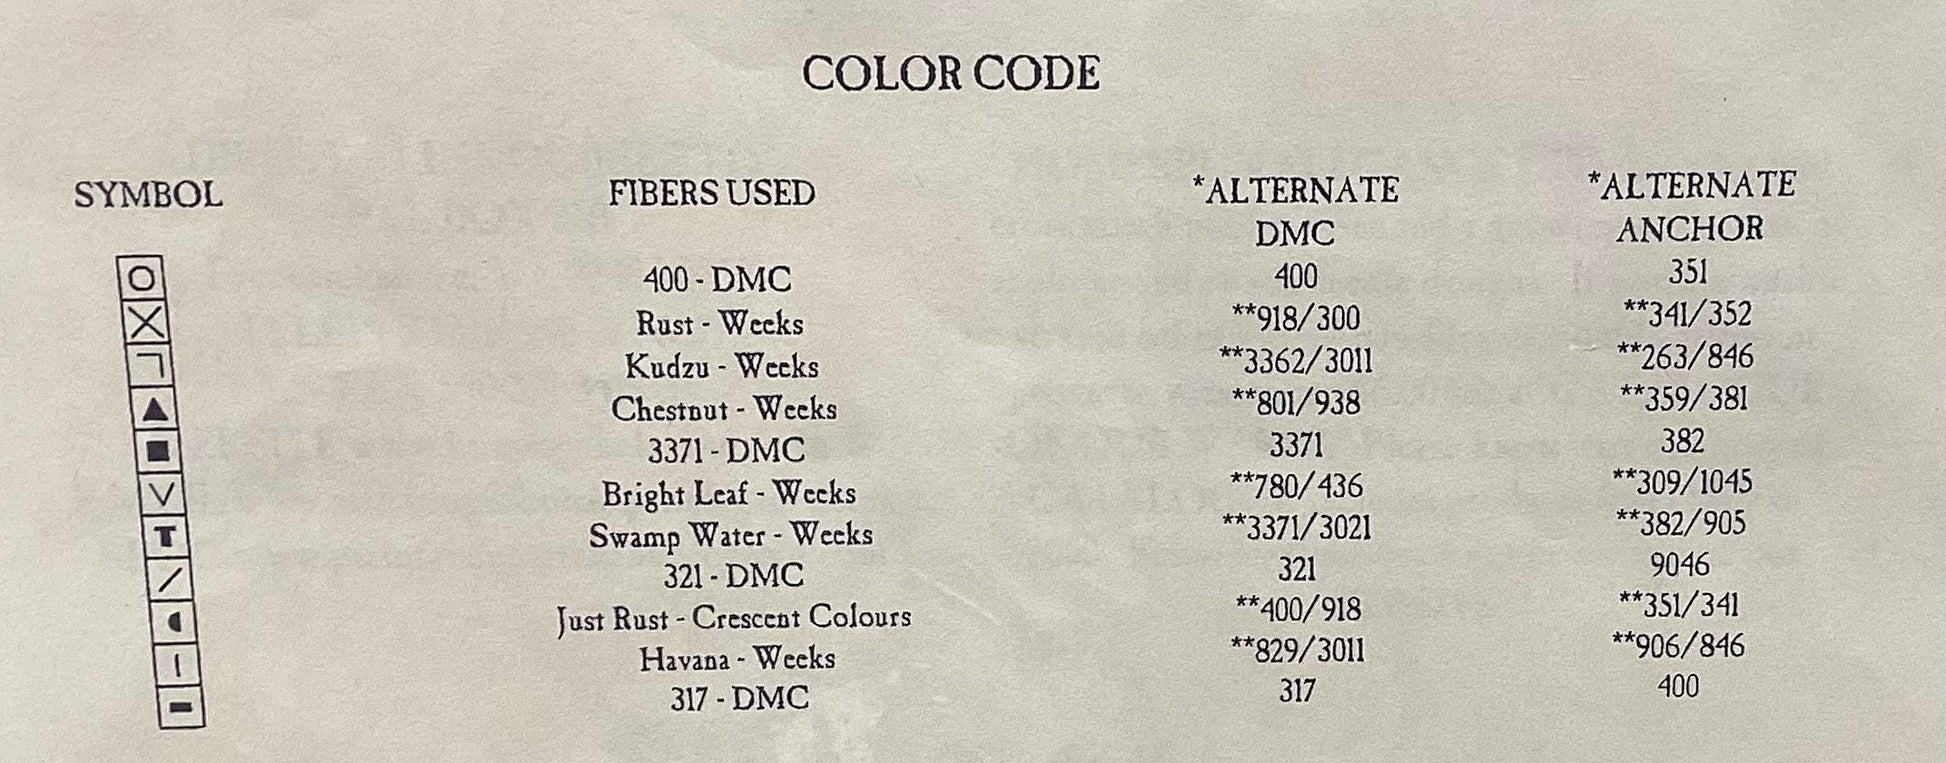 COLOR CODE
SYMBOL FIBERS USED *ALTERNATE DMC *ALTERNATE ANCHOR
400 - DMC 400 351
Rust - Weeks **918/300 **341/352
Kudzu - Weeks **3362/3011 **263/846
Chestnut - Weeks **801/938 **359/381
3371 - DMC 3371 382
Bright Leaf - Weeks **780/436 **309/1045
T Swamp Water - Weeks **3371/3021 **382/905
321 - DMC 321 9046
Just Rust - Crescent Colours **400/918 **351/341
Havana - Weeks **829/3011 **906/846
317 - DMC 317 400